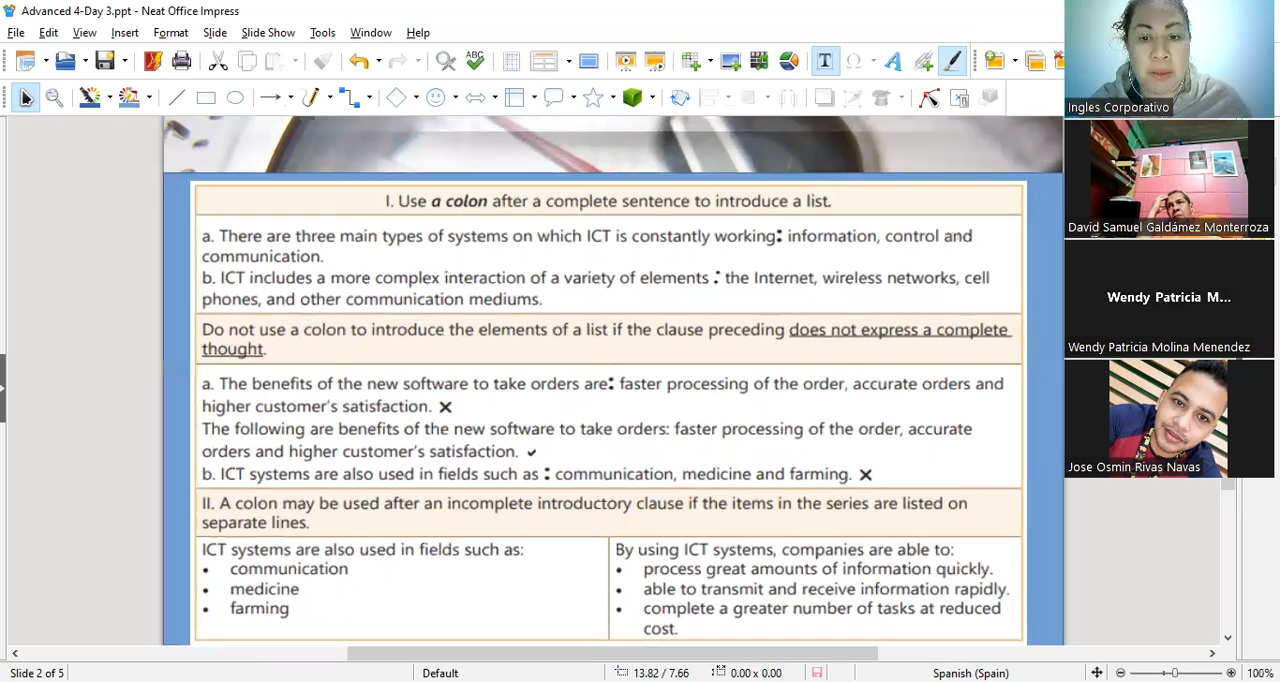 Advanced 4-Day 3.ppt - Neat Office Impress
File Edit View Insert Format Slide Slide Show Tools Window Help
ABC
I. Use a colon after a complete sentence to introduce a list.
a. There are three main types of systems on which ICT is constantly working: information, control and
communication.
b. ICT includes a more complex interaction of a variety of elements : the Internet, wireless networks, cell
phones, and other communication mediums.
Do not use a colon to introduce the elements of a list if the clause preceding does not express a complete
thought.
a. The benefits of the new software to take orders are: faster processing of the order, accurate orders and
higher customer's satisfaction. ✕
The following are benefits of the new software to take orders: faster processing of the order, accurate
orders and higher customer's satisfaction. ✔
b. ICT systems are also used in fields such as : communication, medicine and farming. ✕
II. A colon may be used after an incomplete introductory clause if the items in the series are listed on
separate lines.
ICT systems are also used in fields such as:
• communication
• medicine
• farming
By using ICT systems, companies are able to:
• process great amounts of information quickly.
• able to transmit and receive information rapidly.
• complete a greater number of tasks at reduced
cost.
Slide 2 of 5 Default 13.82 / 7.66 0.00 x 0.00 Spanish (Spain) 100%
Ingles Corporativo
David Samuel Galdámez Monterroza
Wendy Patricia M...
Wendy Patricia Molina Menendez
Jose Osmin Rivas Navas